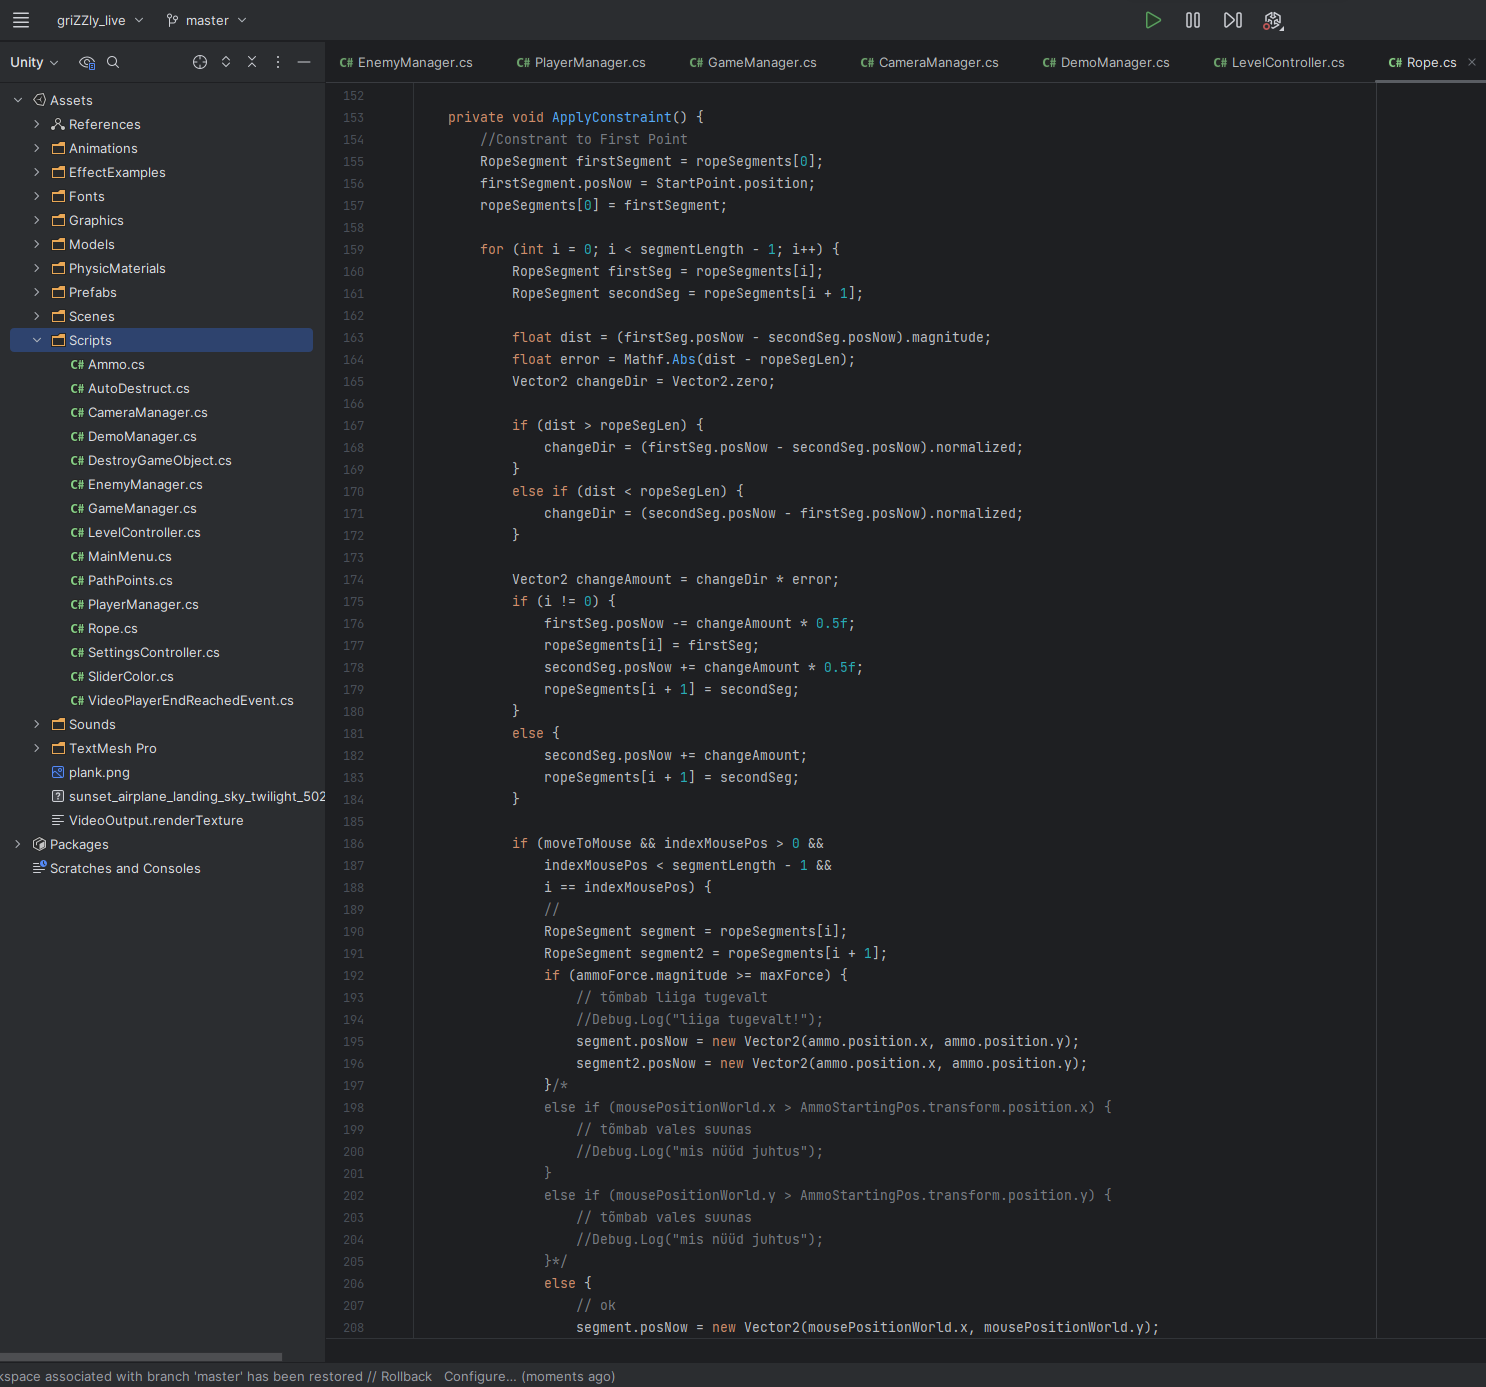 griZZly_live
master
Unity
Assets
References
Animations
EffectExamples
Fonts
Graphics
Models
PhysicMaterials
Prefabs
Scenes
Scripts
C# Ammo.cs
C# AutoDestruct.cs
C# CameraManager.cs
C# DemoManager.cs
C# DestroyGameObject.cs
C# EnemyManager.cs
C# GameManager.cs
C# LevelController.cs
C# MainMenu.cs
C# PathPoints.cs
C# PlayerManager.cs
C# Rope.cs
C# SettingsController.cs
C# SliderColor.cs
C# VideoPlayerEndReachedEvent.cs
Sounds
TextMesh Pro
plank.png
sunset_airplane_landing_sky_twilight_502
VideoOutput.renderTexture
Packages
Scratches and Consoles
C# EnemyManager.cs C# PlayerManager.cs C# GameManager.cs C# CameraManager.cs C# DemoManager.cs C# LevelController.cs C# Rope.cs
152
153 private void ApplyConstraint() {
154 //Constrant to First Point
155 RopeSegment firstSegment = ropeSegments[0];
156 firstSegment.posNow = StartPoint.position;
157 ropeSegments[0] = firstSegment;
158
159 for (int i = 0; i < segmentLength - 1; i++) {
160 RopeSegment firstSeg = ropeSegments[i];
161 RopeSegment secondSeg = ropeSegments[i + 1];
162
163 float dist = (firstSeg.posNow - secondSeg.posNow).magnitude;
164 float error = Mathf.Abs(dist - ropeSegLen);
165 Vector2 changeDir = Vector2.zero;
166
167 if (dist > ropeSegLen) {
168 changeDir = (firstSeg.posNow - secondSeg.posNow).normalized;
169 }
170 else if (dist < ropeSegLen) {
171 changeDir = (secondSeg.posNow - firstSeg.posNow).normalized;
172 }
173
174 Vector2 changeAmount = changeDir * error;
175 if (i != 0) {
176 firstSeg.posNow -= changeAmount * 0.5f;
177 ropeSegments[i] = firstSeg;
178 secondSeg.posNow += changeAmount * 0.5f;
179 ropeSegments[i + 1] = secondSeg;
180 }
181 else {
182 secondSeg.posNow += changeAmount;
183 ropeSegments[i + 1] = secondSeg;
184 }
185
186 if (moveToMouse && indexMousePos > 0 &&
187 indexMousePos < segmentLength - 1 &&
188 i == indexMousePos) {
189 //
190 RopeSegment segment = ropeSegments[i];
191 RopeSegment segment2 = ropeSegments[i + 1];
192 if (ammoForce.magnitude >= maxForce) {
193 // tõmbab liiga tugevalt
194 //Debug.Log("liiga tugevalt!");
195 segment.posNow = new Vector2(ammo.position.x, ammo.position.y);
196 segment2.posNow = new Vector2(ammo.position.x, ammo.position.y);
197 }/*
198 else if (mousePositionWorld.x > AmmoStartingPos.transform.position.x) {
199 // tõmbab vales suunas
200 //Debug.Log("mis nüüd juhtus");
201 }
202 else if (mousePositionWorld.y > AmmoStartingPos.transform.position.y) {
203 // tõmbab vales suunas
204 //Debug.Log("mis nüüd juhtus");
205 }*/
206 else {
207 // ok
208 segment.posNow = new Vector2(mousePositionWorld.x, mousePositionWorld.y);
kspace associated with branch 'master' has been restored // Rollback Configure... (moments ago)